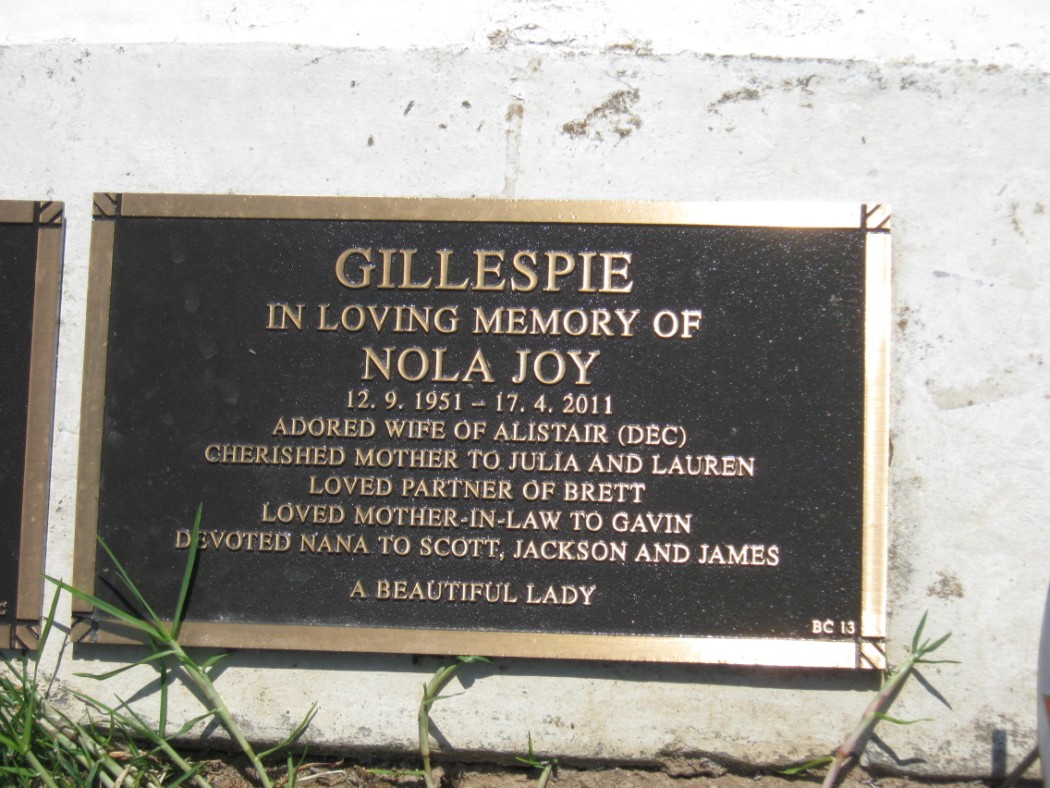 GILLESPIE
IN LOVING MEMORY OF
NOLA JOY
12. 9. 1951 – 17. 4. 2011
ADORED WIFE OF ALISTAIR (DEC)
CHERISHED MOTHER TO JULIA AND LAUREN
LOVED PARTNER OF BRETT
LOVED MOTHER-IN-LAW TO GAVIN
DEVOTED NANA TO SCOTT, JACKSON AND JAMES
A BEAUTIFUL LADY
BC 13